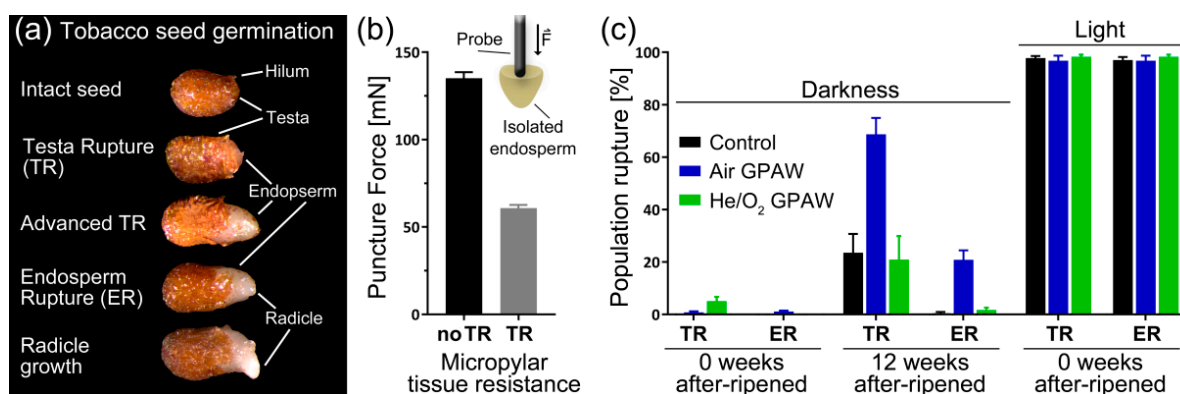 (a) Tobacco seed germination
Intact seed
Hilum
Testa
Testa Rupture
(TR)
Endopserm
Advanced TR
Endosperm
Rupture (ER)
Radicle
Radicle
growth
(b)
Probe
F
Isolated
endosperm
Puncture Force [mN]
150
100
50
0
no TR
TR
Micropylar
tissue resistance
(c)
Population rupture [%]
100
80
60
40
20
0
Darkness
Light
Control
Air GPAW
He/O₂ GPAW
TR ER TR ER TR ER
0 weeks 12 weeks 0 weeks
after-ripened after-ripened after-ripened